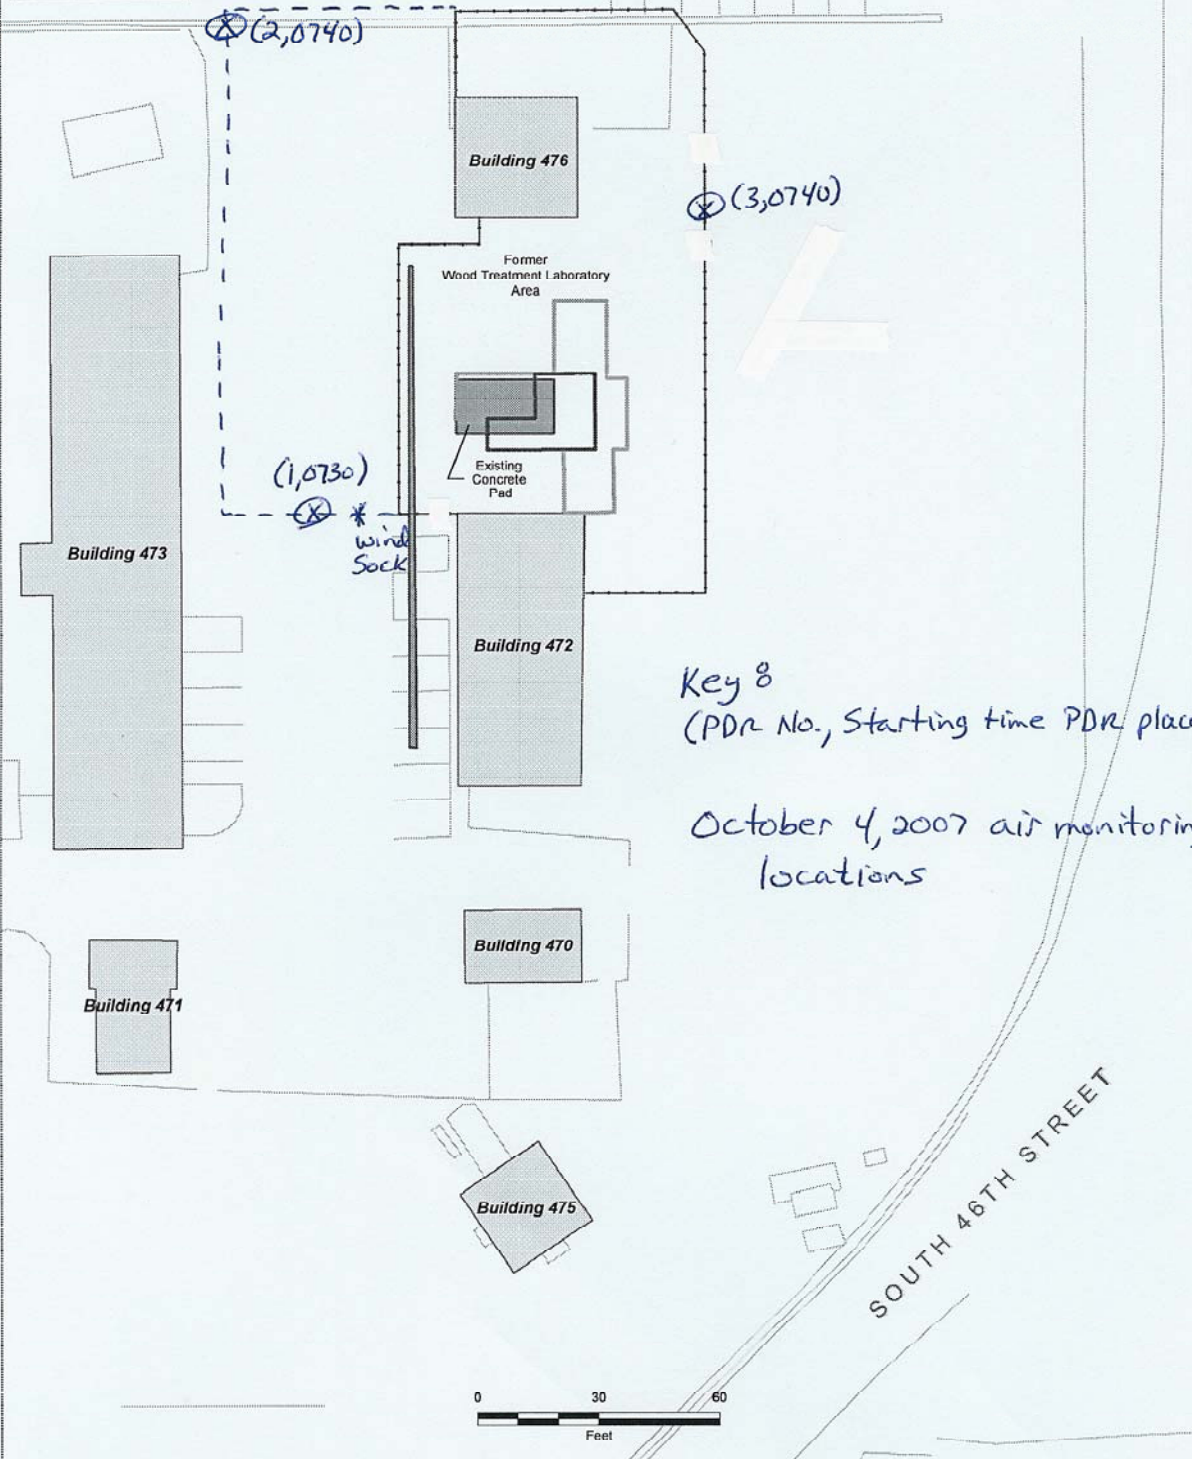 (2,0740)
Building 476
(3,0740)
Former
Wood Treatment Laboratory
Area
(1,0730)
Existing
Concrete
Pad
wind
Sock
Building 473
Building 472
Key:
(PDR No., Starting time PDR plac
October 4, 2007 air monitorin
locations
Building 470
Building 471
Building 475
SOUTH 46TH STREET
0 30 60
Feet